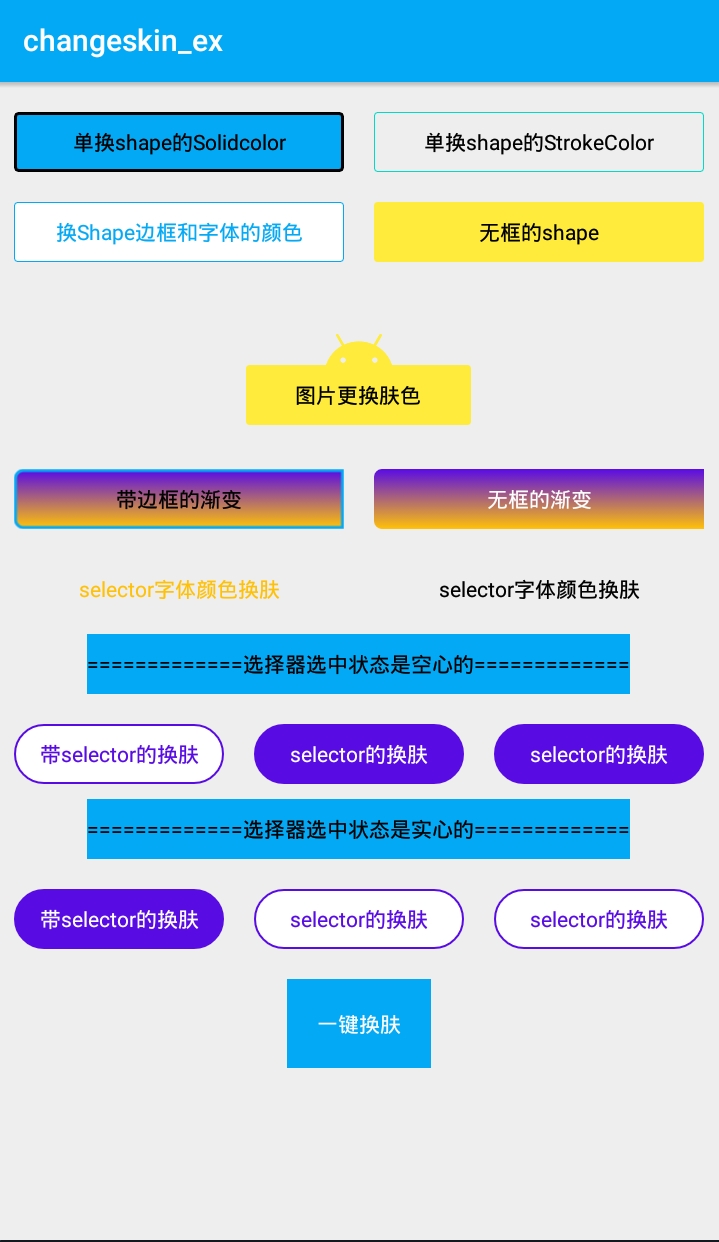 changeskin_ex
单换shape的Solidcolor
单换shape的StrokeColor
换Shape边框和字体的颜色
无框的shape
图片更换肤色
带边框的渐变
无框的渐变
selector字体颜色换肤
selector字体颜色换肤
=============选择器选中状态是空心的=============
带selector的换肤
selector的换肤
selector的换肤
=============选择器选中状态是实心的=============
带selector的换肤
selector的换肤
selector的换肤
一键换肤